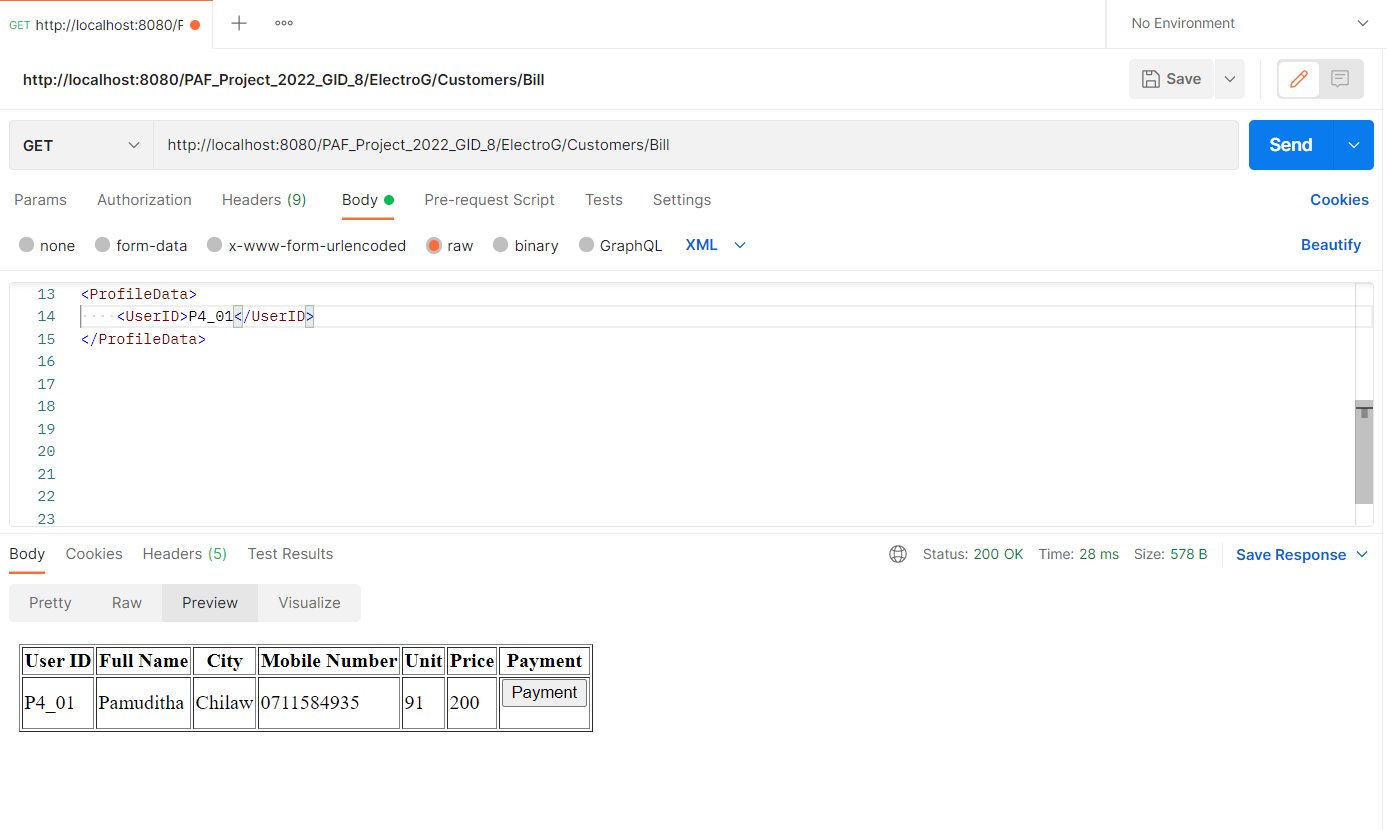 GET http://localhost:8080/F
No Environment
http://localhost:8080/PAF_Project_2022_GID_8/ElectroG/Customers/Bill
Save
GET http://localhost:8080/PAF_Project_2022_GID_8/ElectroG/Customers/Bill Send
Params Authorization Headers (9) Body Pre-request Script Tests Settings Cookies
none form-data x-www-form-urlencoded raw binary GraphQL XML Beautify
13 <ProfileData>
14 ····<UserID>P4_01</UserID>
15 </ProfileData>
16
17
18
19
20
21
22
23
Body Cookies Headers (5) Test Results Status: 200 OK Time: 28 ms Size: 578 B Save Response
Pretty Raw Preview Visualize
User ID Full Name City Mobile Number Unit Price Payment
P4_01 Pamuditha Chilaw 0711584935 91 200 Payment